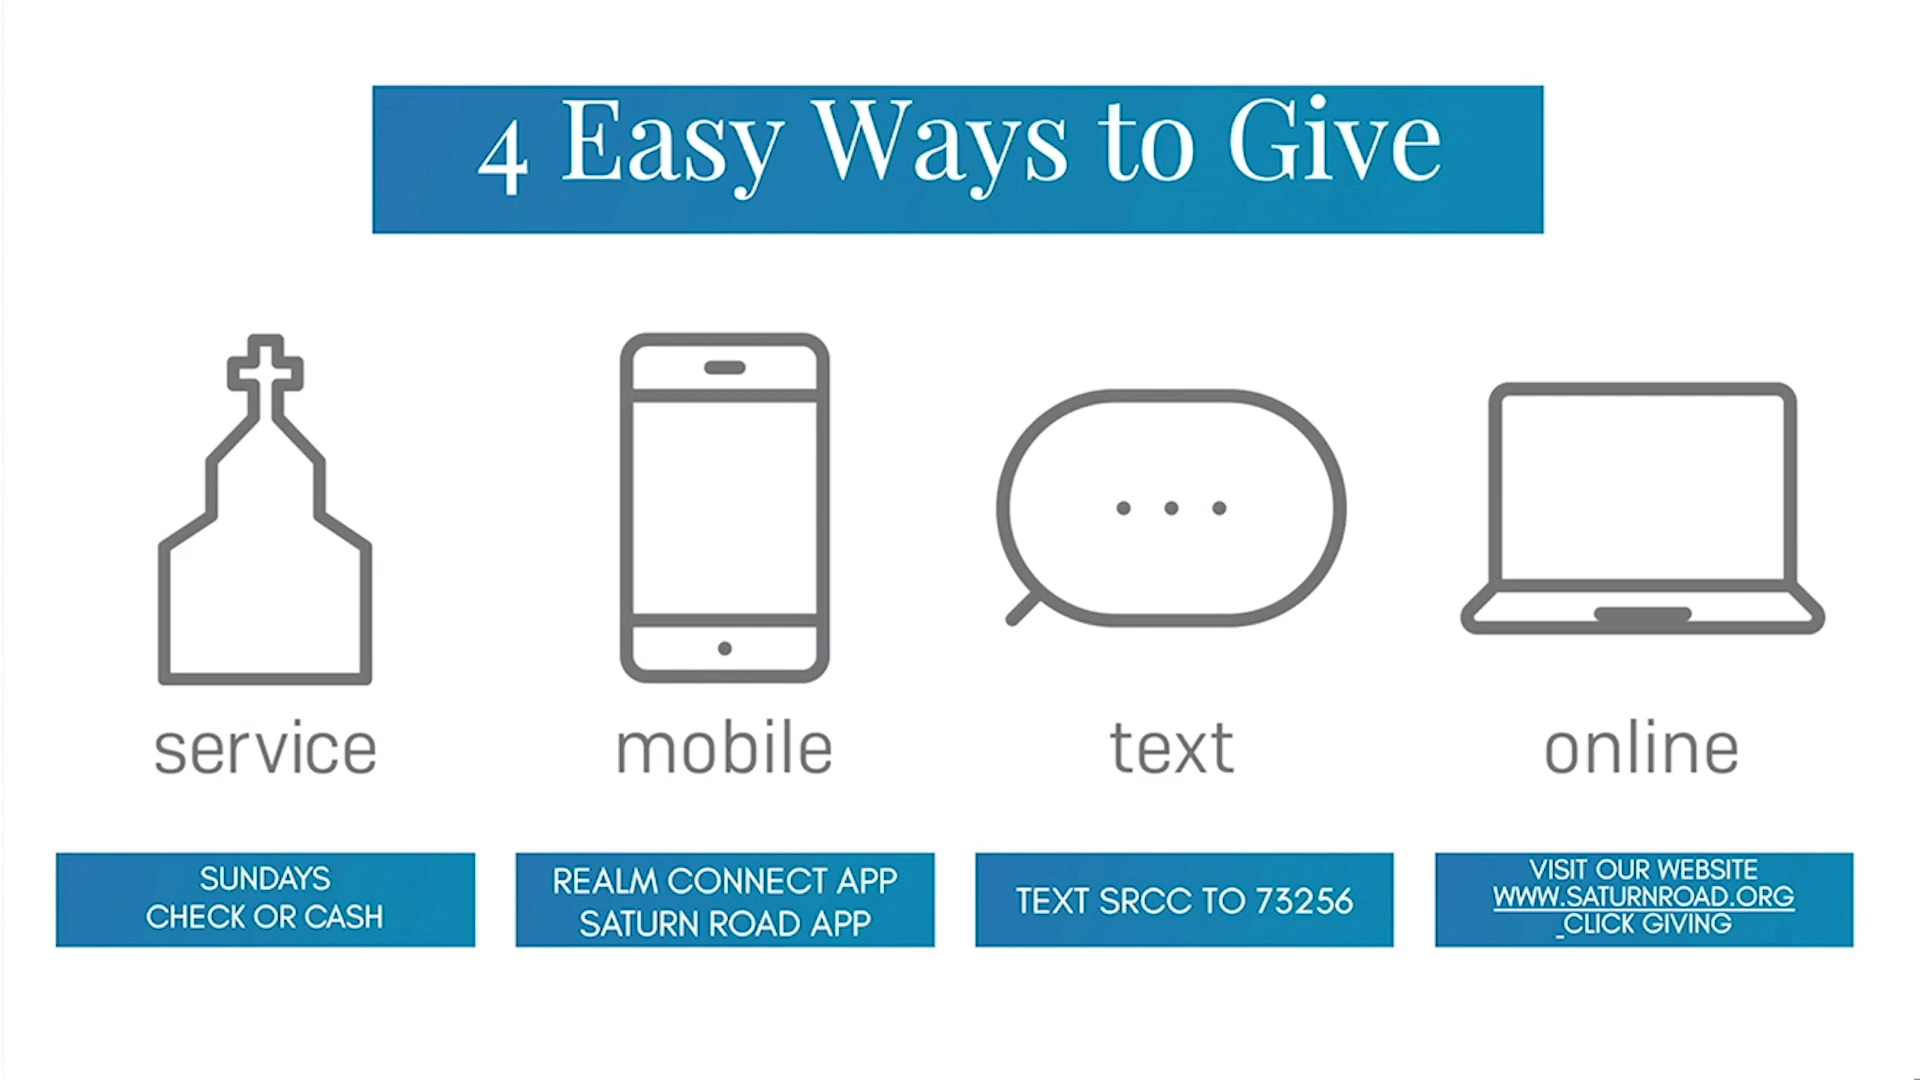 4 Easy Ways to Give
service
mobile
text
online
SUNDAYS
CHECK OR CASH
REALM CONNECT APP
SATURN ROAD APP
TEXT SRCC TO 73256
VISIT OUR WEBSITE
WWW.SATURNROAD.ORG
CLICK GIVING